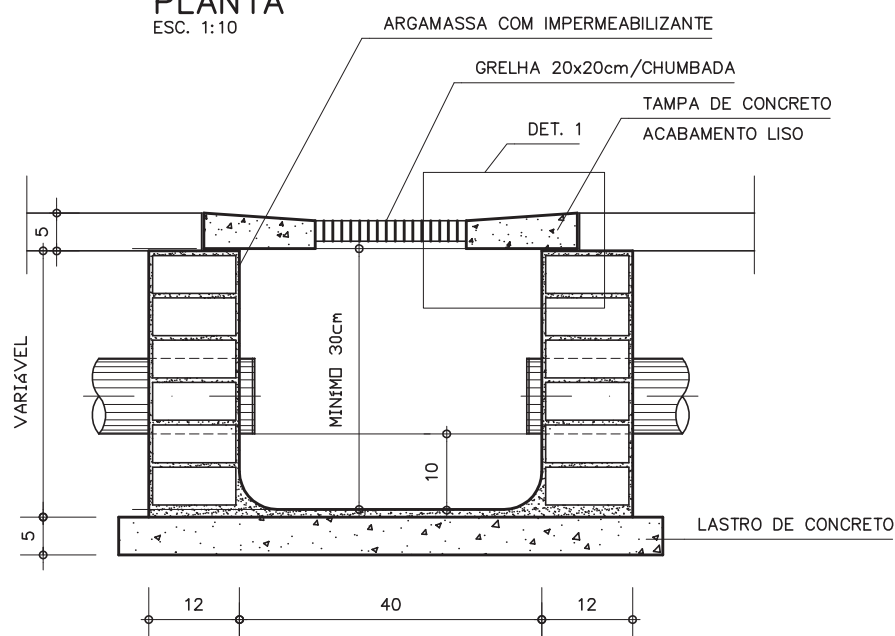 PLANTA
ESC. 1:10
ARGAMASSA COM IMPERMEABILIZANTE
GRELHA 20x20cm/CHUMBADA
TAMPA DE CONCRETO
ACABAMENTO LISO
DET. 1
5
VARIÁVEL
MINÍMO 30cm
10
5
LASTRO DE CONCRETO
12
40
12